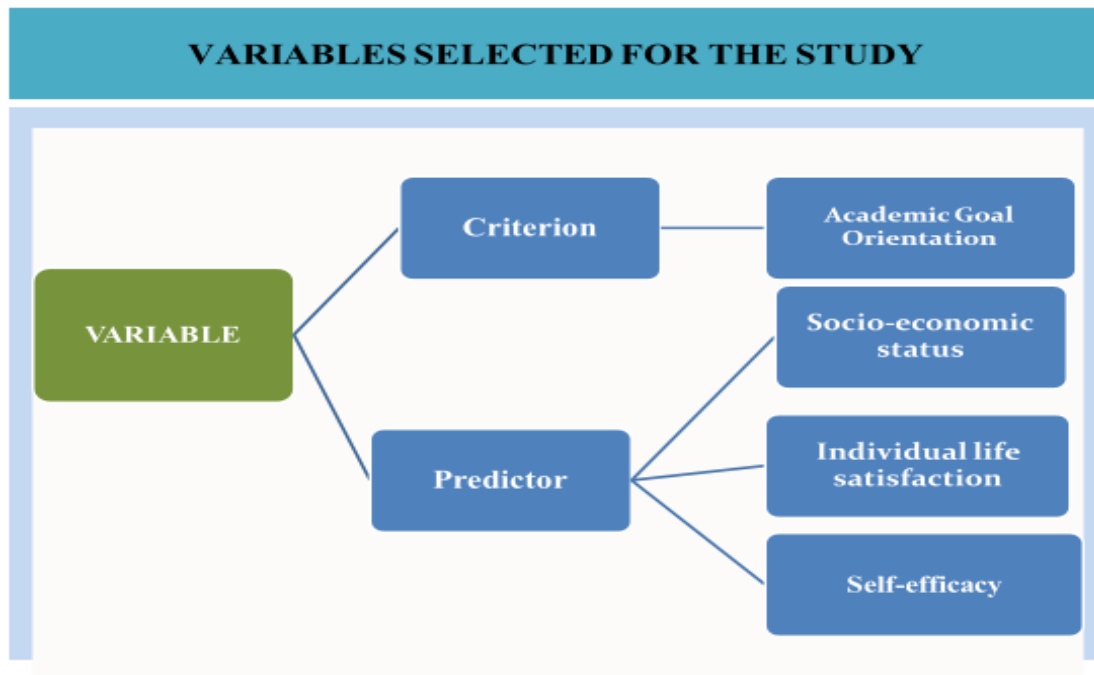 VARIABLES SELECTED FOR THE STUDY
VARIABLE
Criterion
Academic Goal
Orientation
Predictor
Socio-economic
status
Individual life
satisfaction
Self-efficacy